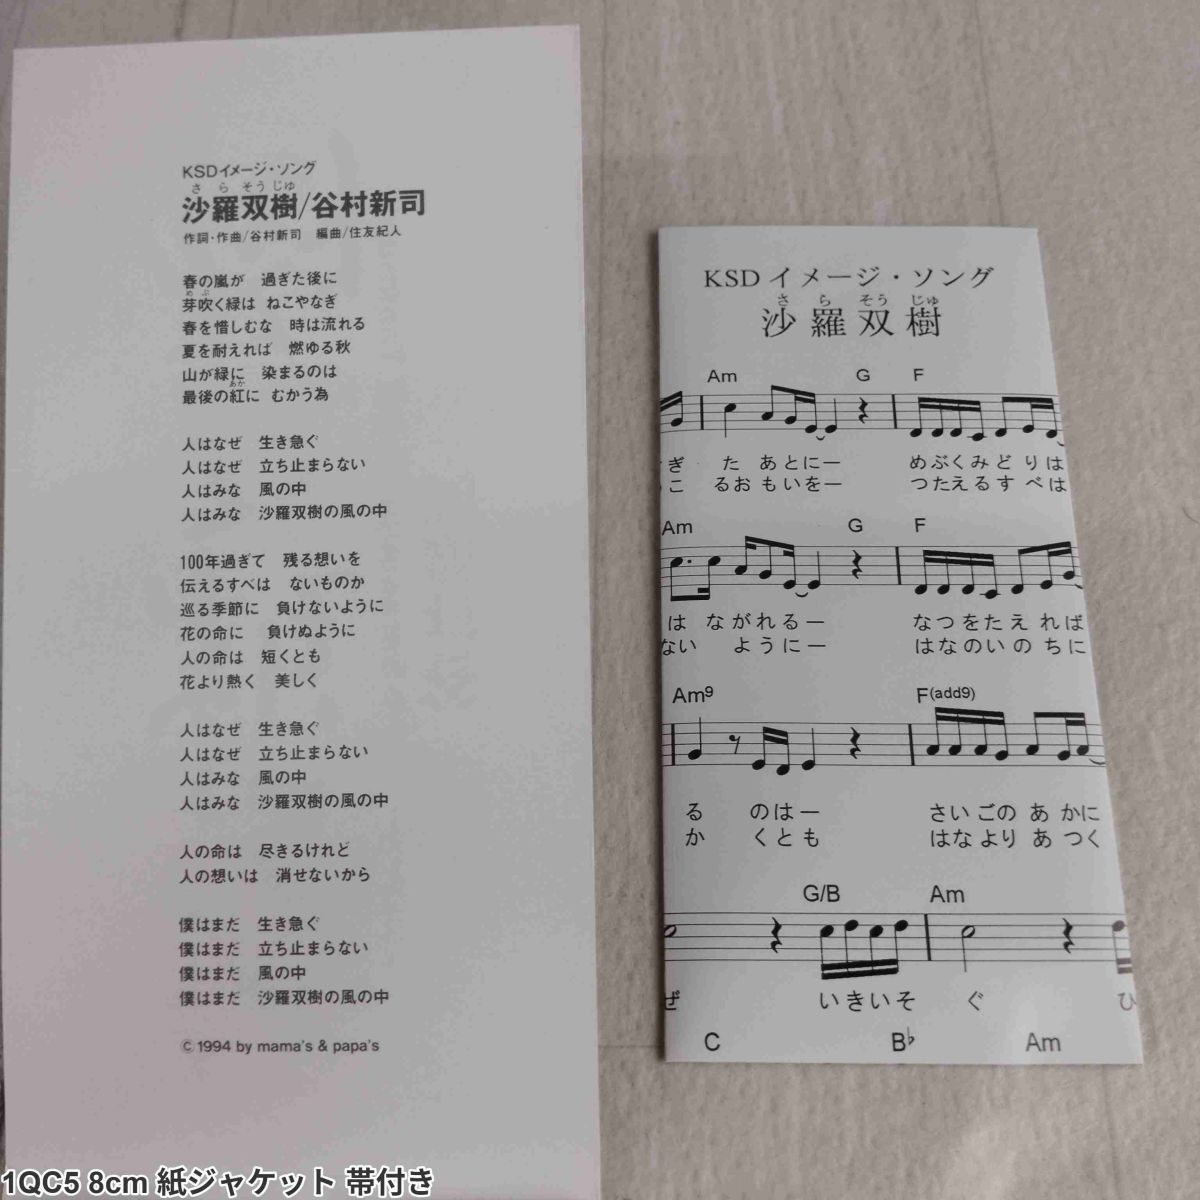 KSDイメージ・ソング
さらそうじゅ
沙羅双樹/谷村新司
作詞・作曲/谷村新司 編曲/住友紀人
春の嵐が 過ぎた後に
めぶ
芽吹く緑は ねこやなぎ
春を惜しむな 時は流れる
夏を耐えれば 燃ゆる秋
山が緑に 染まるのは
あか
最後の紅に むかう為
人はなぜ 生き急ぐ
人はなぜ 立ち止まらない
人はみな 風の中
人はみな 沙羅双樹の風の中
100年過ぎて 残る想いを
伝えるすべは ないものか
巡る季節に 負けないように
花の命に 負けぬように
人の命は 短くとも
花より熱く 美しく
人はなぜ 生き急ぐ
人はなぜ 立ち止まらない
人はみな 風の中
人はみな 沙羅双樹の風の中
人の命は 尽きるけれど
人の想いは 消せないから
僕はまだ 生き急ぐ
僕はまだ 立ち止まらない
僕はまだ 風の中
僕はまだ 沙羅双樹の風の中
© 1994 by mama's & papa's
KSD イメージ・ソング
さ ら そう じゅ
沙羅双樹
Am G F
ぎ た あとにー めぶくみど りは
こ るおもいをー つたえるす べは
Am G F
は ながれるー なつをたえれば
ない ようにー はなのいのちに
Am9 F(add9)
る のはー さいごのあかに
か くとも はなよりあつく
G/B Am
ぜ いきいそ ぐ ひ
C B♭ Am
1QC5 8cm 紙ジャケット 帯付き